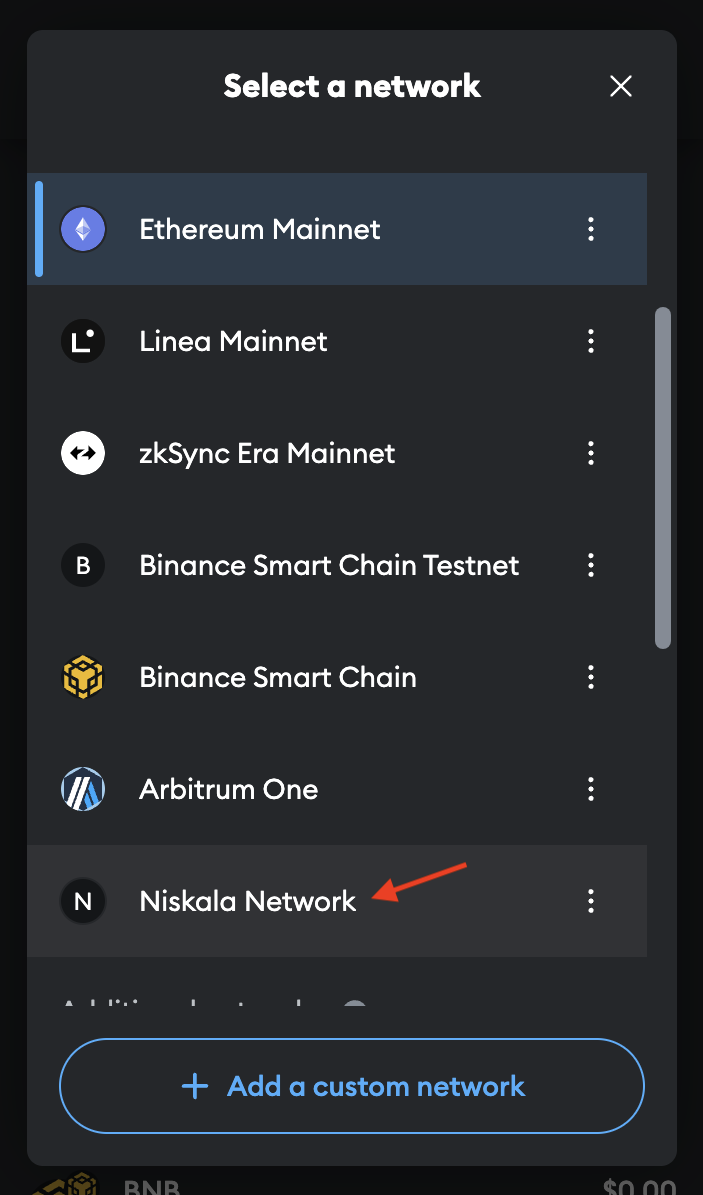 Select a network
Ethereum Mainnet
Linea Mainnet
zkSync Era Mainnet
B
Binance Smart Chain Testnet
Binance Smart Chain
Arbitrum One
N
Niskala Network
+ Add a custom network
BNB
$0.00